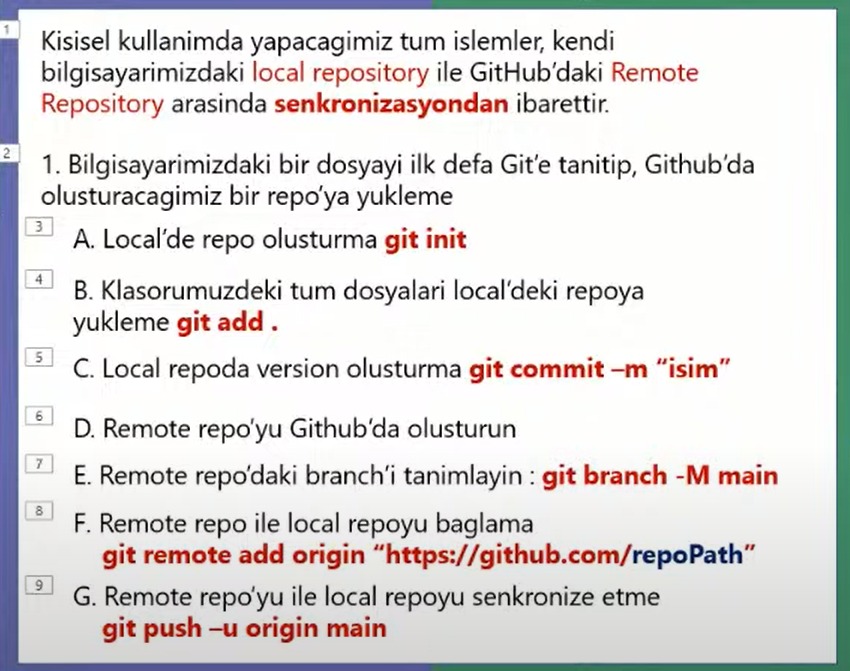 1
Kisisel kullanimda yapacagimiz tum islemler, kendi
bilgisayarimizdaki local repository ile GitHub’daki Remote
Repository arasinda senkronizasyondan ibarettir.
2
1. Bilgisayarimizdaki bir dosyayi ilk defa Git’e tanitip, Github’da
olusturacagimiz bir repo’ya yukleme
3
A. Local’de repo olusturma git init
4
B. Klasorumuzdeki tum dosyalari local’deki repoya
yukleme git add .
5
C. Local repoda version olusturma git commit –m “isim”
6
D. Remote repo’yu Github’da olusturun
7
E. Remote repo’daki branch’i tanimlayin : git branch -M main
8
F. Remote repo ile local repoyu baglama
git remote add origin “https://github.com/repoPath”
9
G. Remote repo’yu ile local repoyu senkronize etme
git push –u origin main